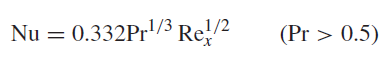 Nu = 0.332Pr^{1/3} Re_x^{1/2} (Pr > 0.5)